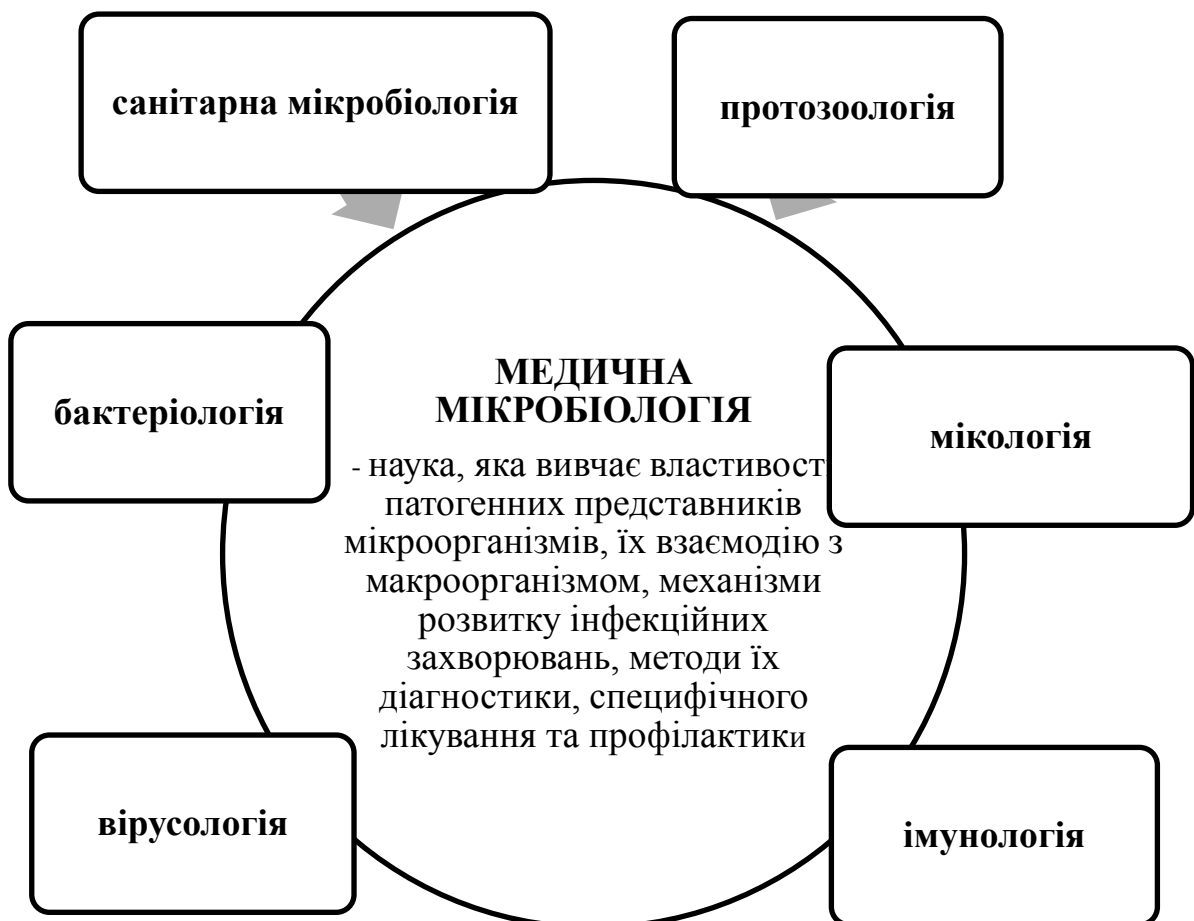 санітарна мікробіологія
протозоологія
бактеріологія
МЕДИЧНА
МІКРОБІОЛОГІЯ
- наука, яка вивчає властивост
патогенних представників
мікроорганізмів, їх взаємодію з
макроорганізмом, механізми
розвитку інфекційних
захворювань, методи їх
діагностики, специфічного
лікування та профілактики
мікологія
вірусологія
імунологія